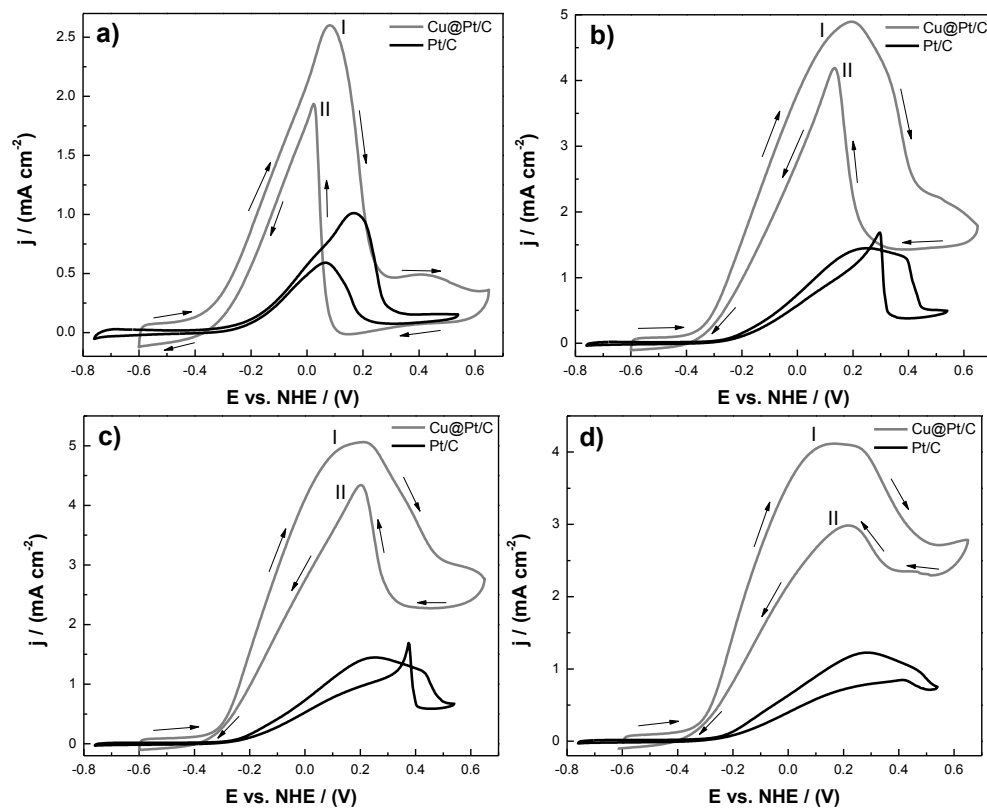 a)
I
II
Cu@Pt/C
Pt/C
2.5
2.0
1.5
1.0
0.5
0.0
j / (mA cm-2)
-0.8 -0.6 -0.4 -0.2 0.0 0.2 0.4 0.6
E vs. NHE / (V)
b)
I
II
Cu@Pt/C
Pt/C
5
4
3
2
1
0
j / (mA cm-2)
-0.8 -0.6 -0.4 -0.2 0.0 0.2 0.4 0.6
E vs. NHE / (V)
c)
I
II
Cu@Pt/C
Pt/C
5
4
3
2
1
0
j / (mA cm-2)
-0.8 -0.6 -0.4 -0.2 0.0 0.2 0.4 0.6
E vs. NHE / (V)
d)
I
II
Cu@Pt/C
Pt/C
4
3
2
1
0
j / (mA cm-2)
-0.8 -0.6 -0.4 -0.2 0.0 0.2 0.4 0.6
E vs. NHE / (V)